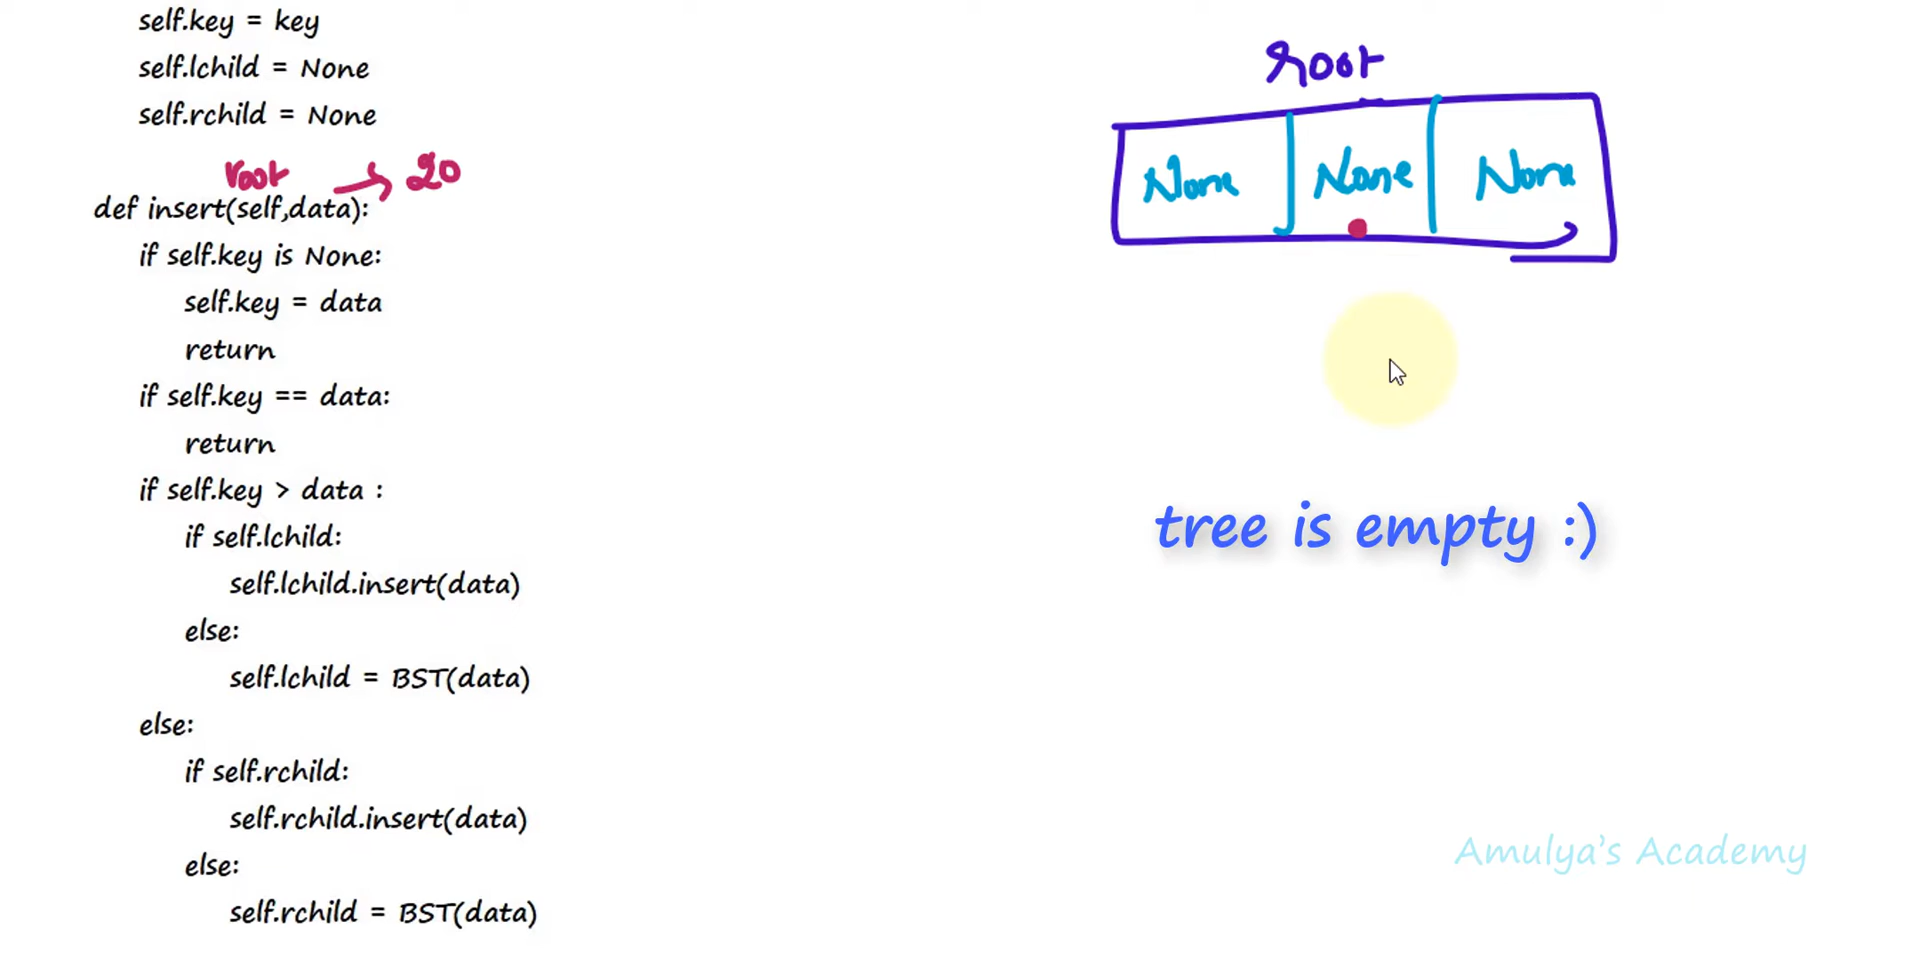 self.key = key
self.lchild = None
self.rchild = None
root → 20
def insert(self,data):
if self.key is None:
self.key = data
return
if self.key == data:
return
if self.key > data :
if self.lchild:
self.lchild.insert(data)
else:
self.lchild = BST(data)
else:
if self.rchild:
self.rchild.insert(data)
else:
self.rchild = BST(data)
root
None None None
tree is empty :)
Amulya's Academy